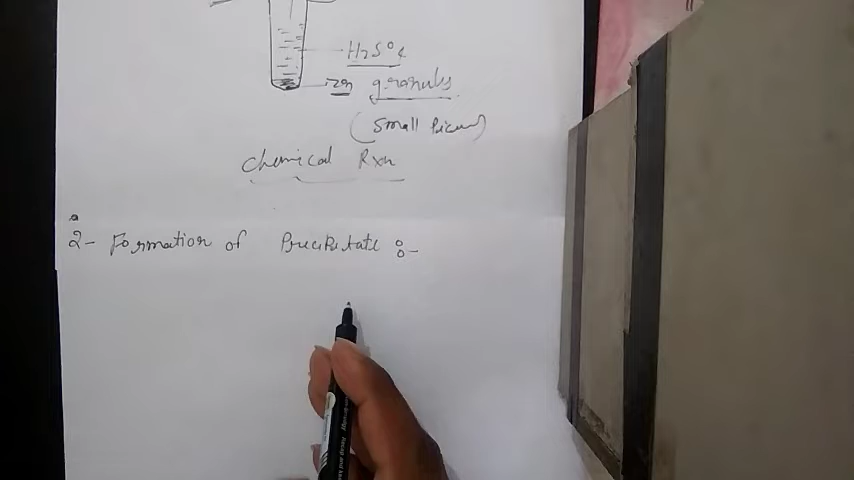 H2SO4
Zn granules
(Small Pieces)
Chemical Rxn
2- Formation of Precipitate :-